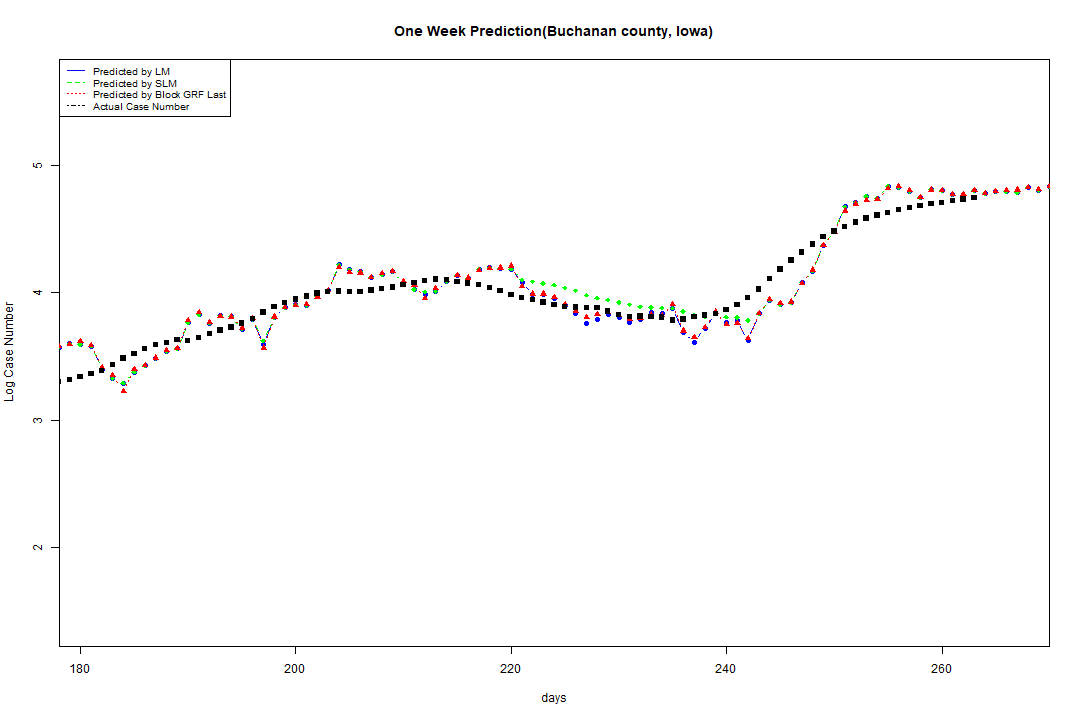 One Week Prediction(Buchanan county, Iowa)
Predicted by LM
Predicted by SLM
Predicted by Block GRF Last
Actual Case Number
5
4
3
2
Log Case Number
180 200 220 240 260
days